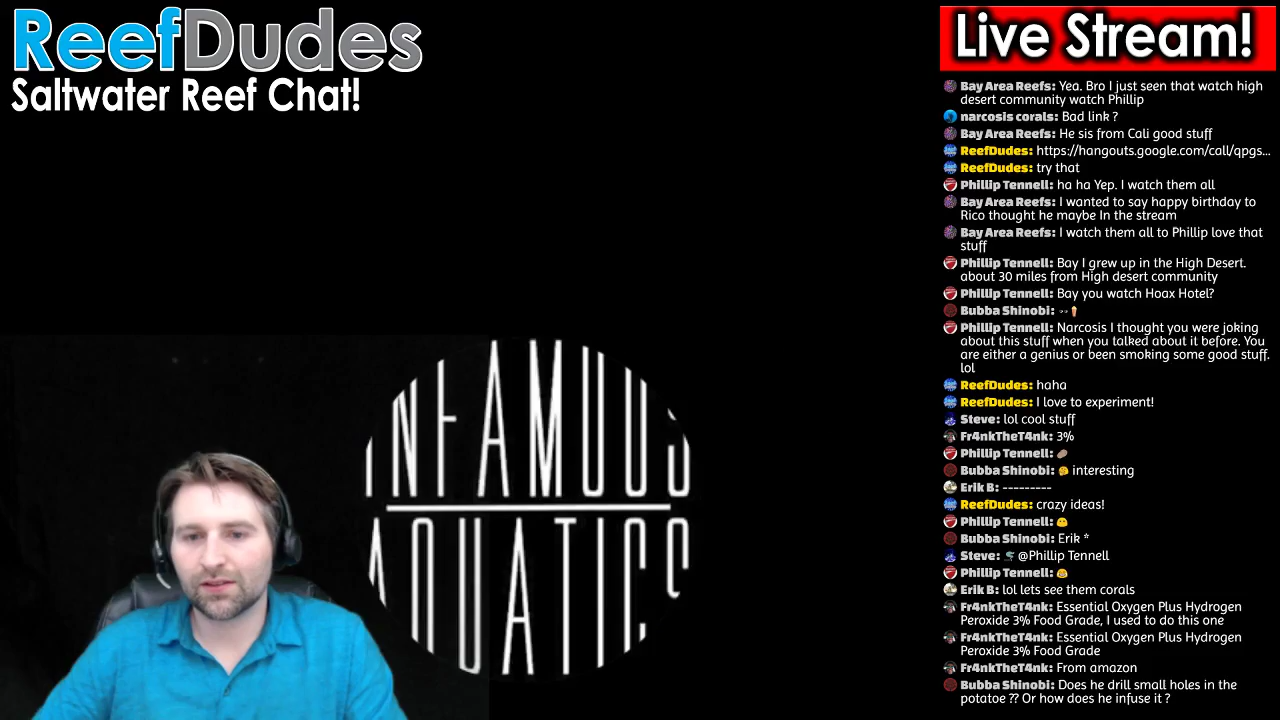 ReefDudes
Saltwater Reef Chat!
INFAMOUS
AQUATICS
Live Stream!
Bay Area Reefs: Yea. Bro I just seen that watch high
desert community watch Phillip
narcosis corals: Bad link ?
Bay Area Reefs: He sis from Cali good stuff
ReefDudes: https://hangouts.google.com/call/qpgs...
ReefDudes: try that
Phillip Tennell: ha ha Yep. I watch them all
Bay Area Reefs: I wanted to say happy birthday to
Rico thought he maybe In the stream
Bay Area Reefs: I watch them all to Phillip love that
stuff
Phillip Tennell: Bay I grew up in the High Desert.
about 30 miles from High desert community
Phillip Tennell: Bay you watch Hoax Hotel?
Bubba Shinobi: 👀🍿
Phillip Tennell: Narcosis I thought you were joking
about this stuff when you talked about it before. You
are either a genius or been smoking some good stuff.
lol
ReefDudes: haha
ReefDudes: I love to experiment!
Steve: lol cool stuff
Fr4nkTheT4nk: 3%
Phillip Tennell: 🥔
Bubba Shinobi: 🤔 interesting
Erik B: ---------
ReefDudes: crazy ideas!
Phillip Tennell:
Bubba Shinobi: Erik *
Steve: @Phillip Tennell
Phillip Tennell:
Erik B: lol lets see them corals
Fr4nkTheT4nk: Essential Oxygen Plus Hydrogen
Peroxide 3% Food Grade, I used to do this one
Fr4nkTheT4nk: Essential Oxygen Plus Hydrogen
Peroxide 3% Food Grade
Fr4nkTheT4nk: From amazon
Bubba Shinobi: Does he drill small holes in the
potatoe ?? Or how does he infuse it ?